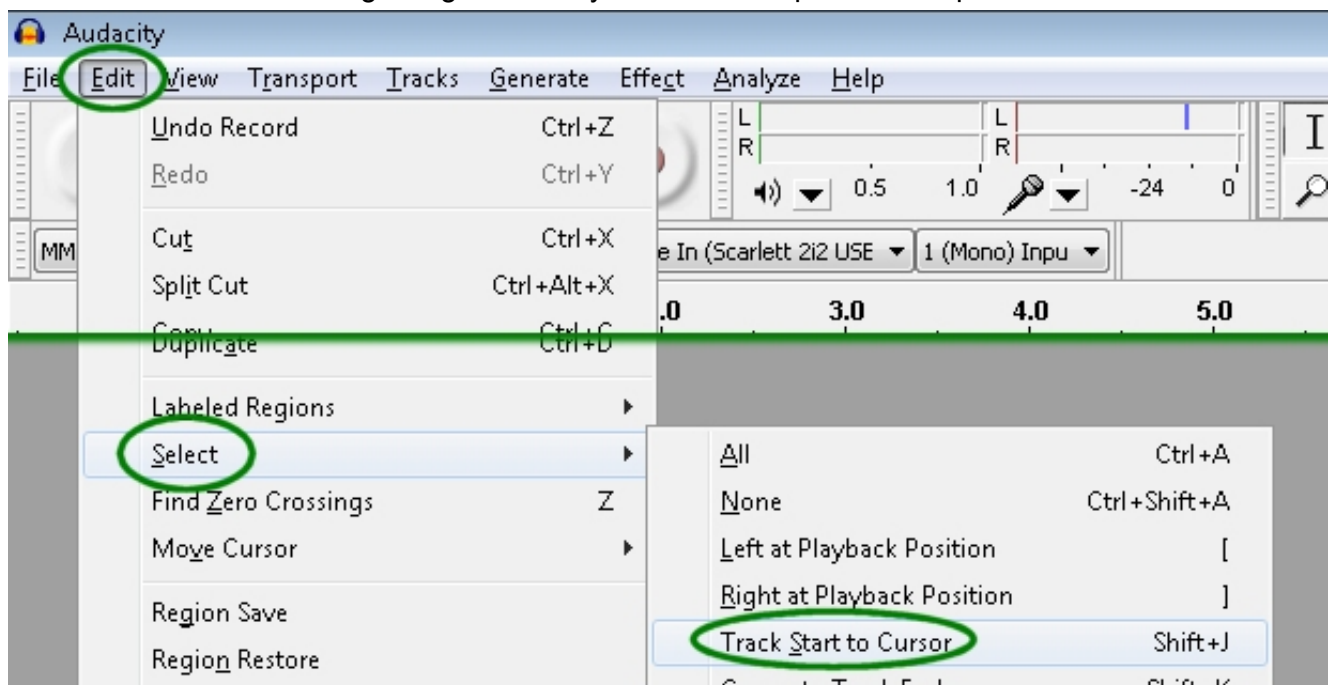 Audacity
File Edit View Transport Tracks Generate Effect Analyze Help
Undo Record Ctrl+Z
L L
R R
Redo Ctrl+Y
0.5 1.0 -24 0
Cut Ctrl+X
MM e In (Scarlett 2i2 USE 1 (Mono) Inpu
Split Cut Ctrl+Alt+X
.0 3.0 4.0 5.0
Duplicate Ctrl+D
Labeled Regions
Select All Ctrl+A
Find Zero Crossings Z None Ctrl+Shift+A
Move Cursor Left at Playback Position [
Right at Playback Position ]
Region Save
Track Start to Cursor Shift+J
Region Restore